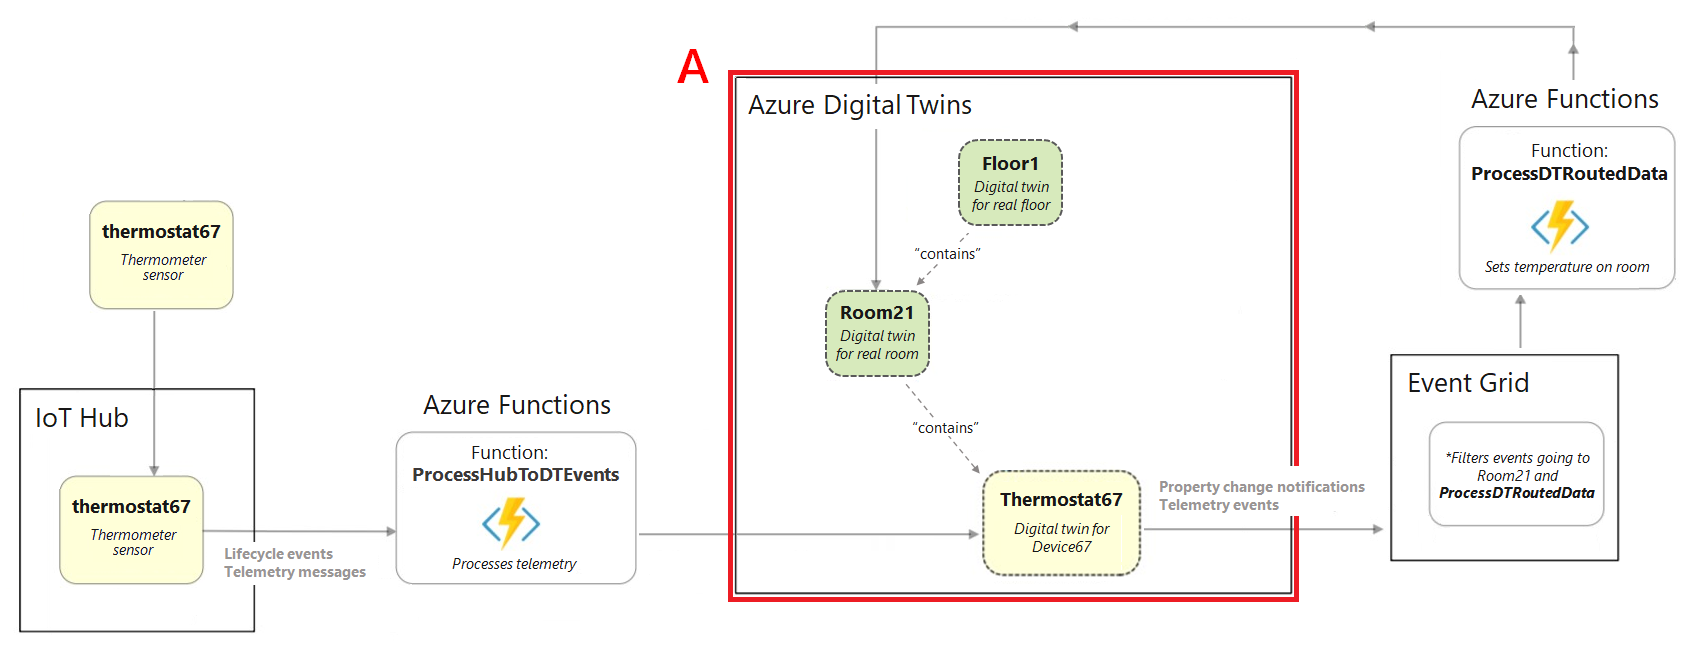 A
Azure Digital Twins
Floor1
Digital twin
for real floor
"contains"
Room21
Digital twin
for real room
"contains"
Thermostat67
Digital twin for
Device67
thermostat67
Thermometer
sensor
IoT Hub
thermostat67
Thermometer
sensor
Lifecycle events
Telemetry messages
Azure Functions
Function:
ProcessHubToDTEvents
Processes telemetry
Property change notifications
Telemetry events
Event Grid
*Filters events going to
Room21 and
ProcessDTRoutedData
Azure Functions
Function:
ProcessDTRoutedData
Sets temperature on room